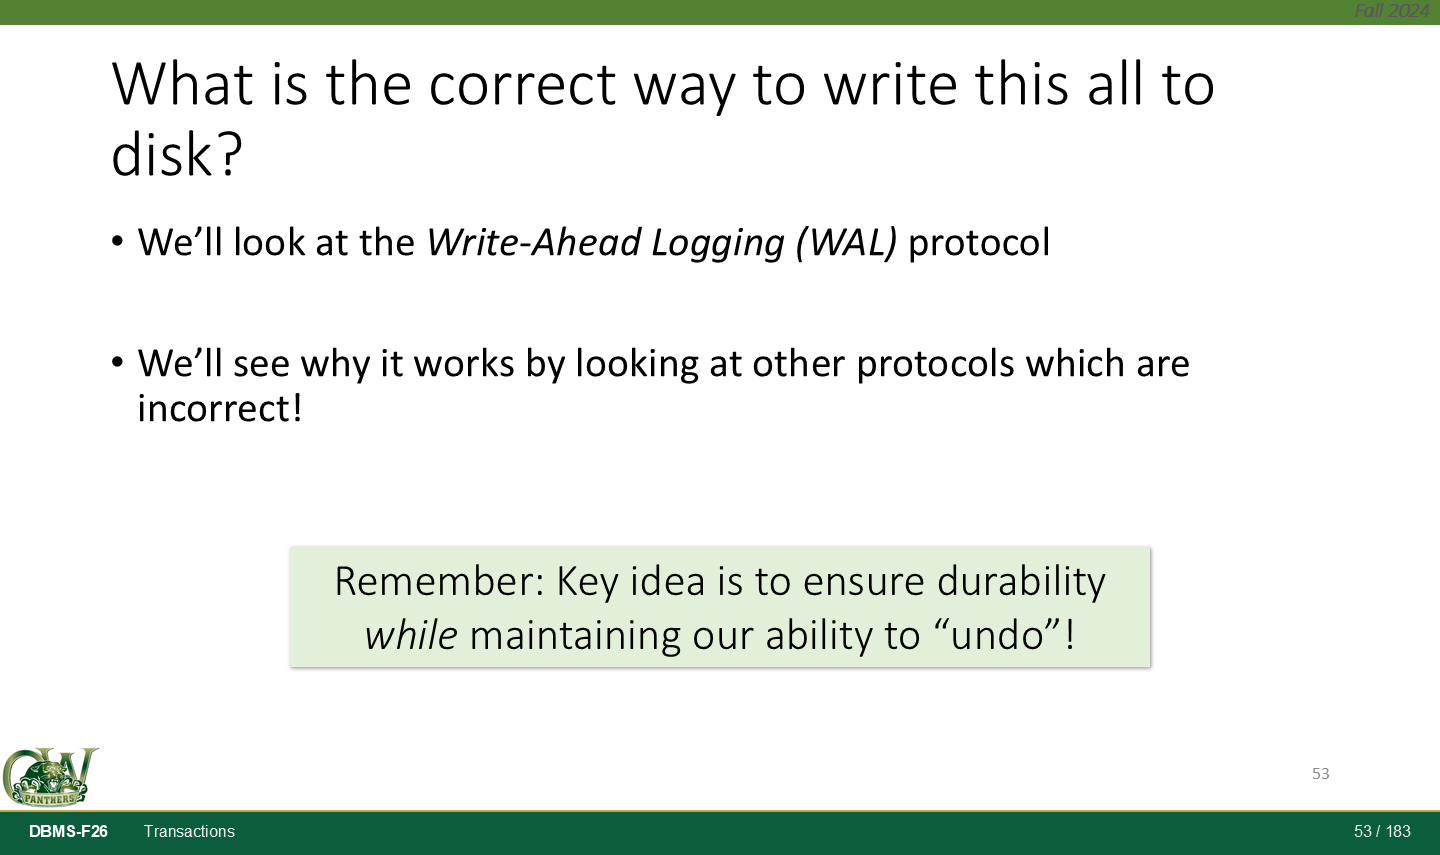 Fall 2024
What is the correct way to write this all to
disk?
• We’ll look at the Write-Ahead Logging (WAL) protocol
• We’ll see why it works by looking at other protocols which are
incorrect!
Remember: Key idea is to ensure durability
while maintaining our ability to “undo”!
OW
PANTHERS
53
DBMS-F26 Transactions 53 / 183